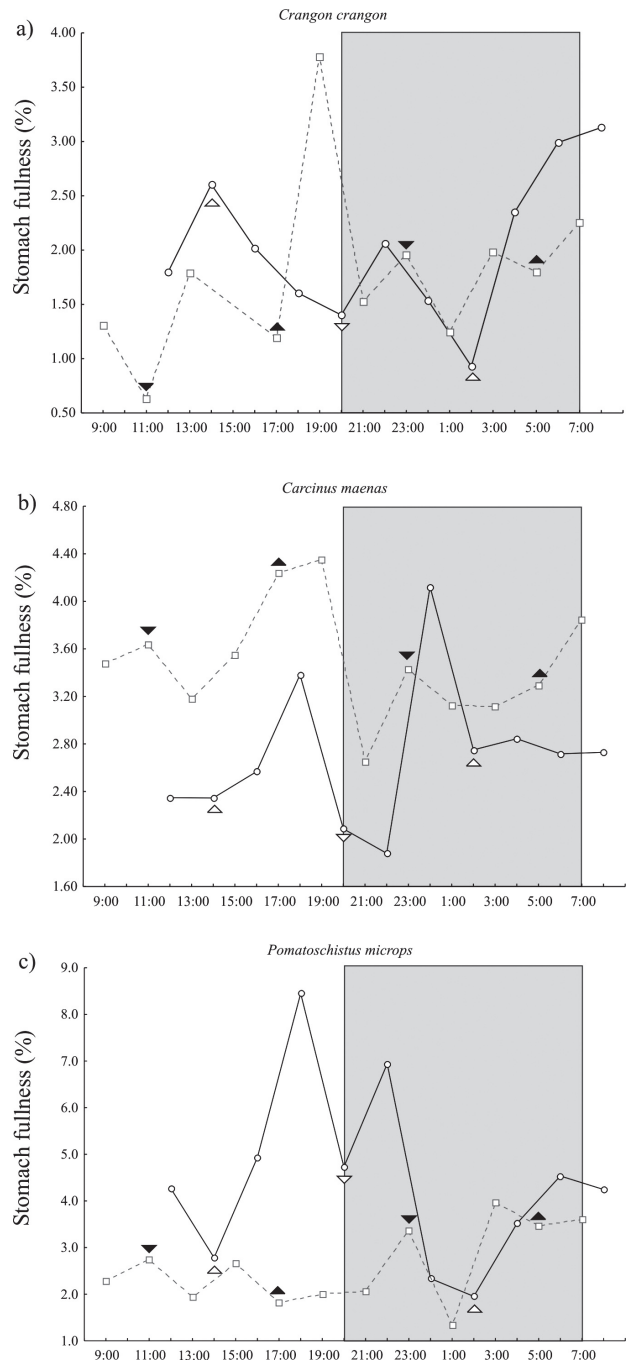 a)
Crangon crangon
Stomach fullness (%)
4.00
3.50
3.00
2.50
2.00
1.50
1.00
0.50
9:00 11:00 13:00 15:00 17:00 19:00 21:00 23:00 1:00 3:00 5:00 7:00
b)
Carcinus maenas
Stomach fullness (%)
4.80
4.40
4.00
3.60
3.20
2.80
2.40
2.00
1.60
9:00 11:00 13:00 15:00 17:00 19:00 21:00 23:00 1:00 3:00 5:00 7:00
c)
Pomatoschistus microps
Stomach fullness (%)
9.0
8.0
7.0
6.0
5.0
4.0
3.0
2.0
1.0
9:00 11:00 13:00 15:00 17:00 19:00 21:00 23:00 1:00 3:00 5:00 7:00